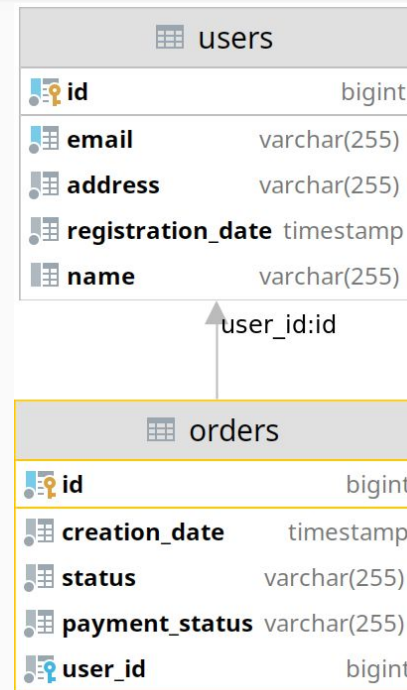 users
id bigint
email varchar(255)
address varchar(255)
registration_date timestamp
name varchar(255)
user_id:id
orders
id bigint
creation_date timestamp
status varchar(255)
payment_status varchar(255)
user_id bigint